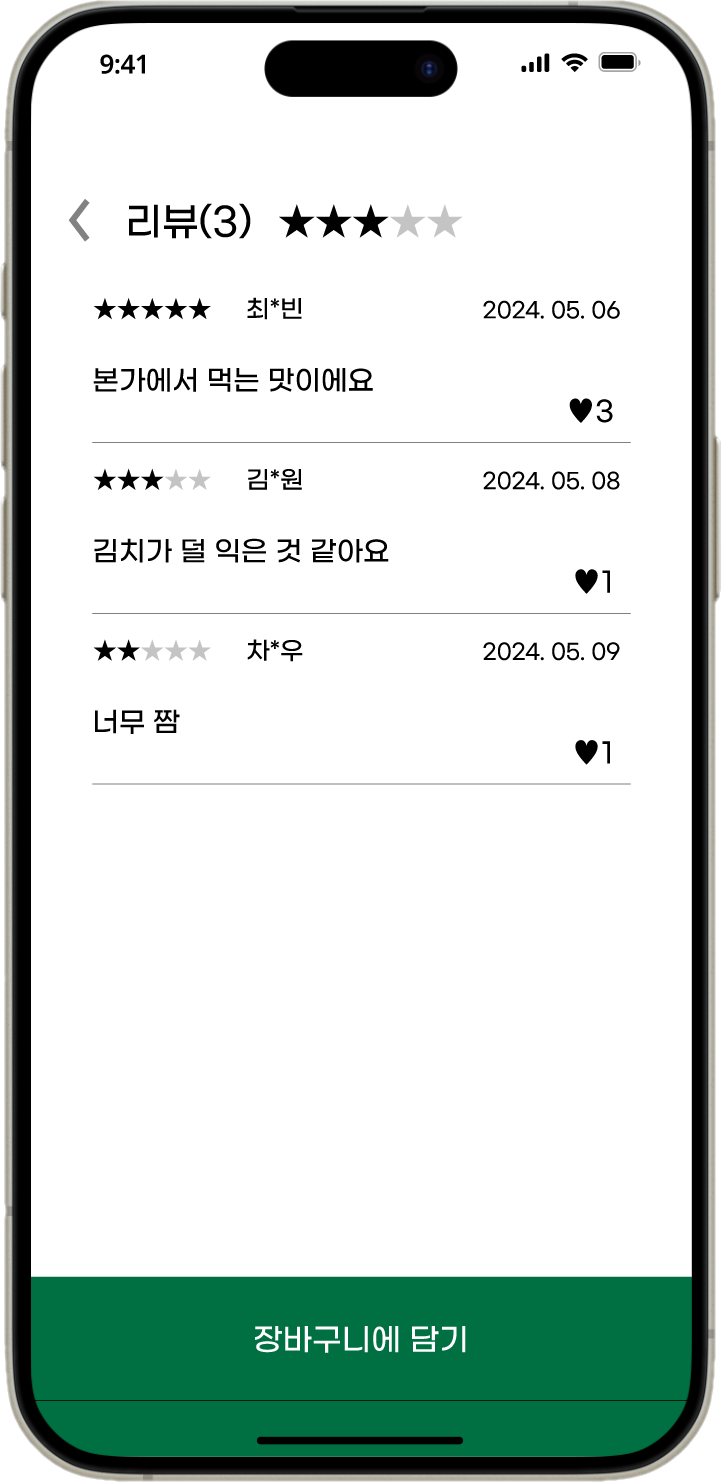 9:41
리뷰(3) ★★★★★
★★★★★ 최*빈 2024. 05. 06
본가에서 먹는 맛이에요
♥3
★★★★★ 김*원 2024. 05. 08
김치가 덜 익은 것 같아요
♥1
★★★★★ 차*우 2024. 05. 09
너무 짬
♥1
장바구니에 담기